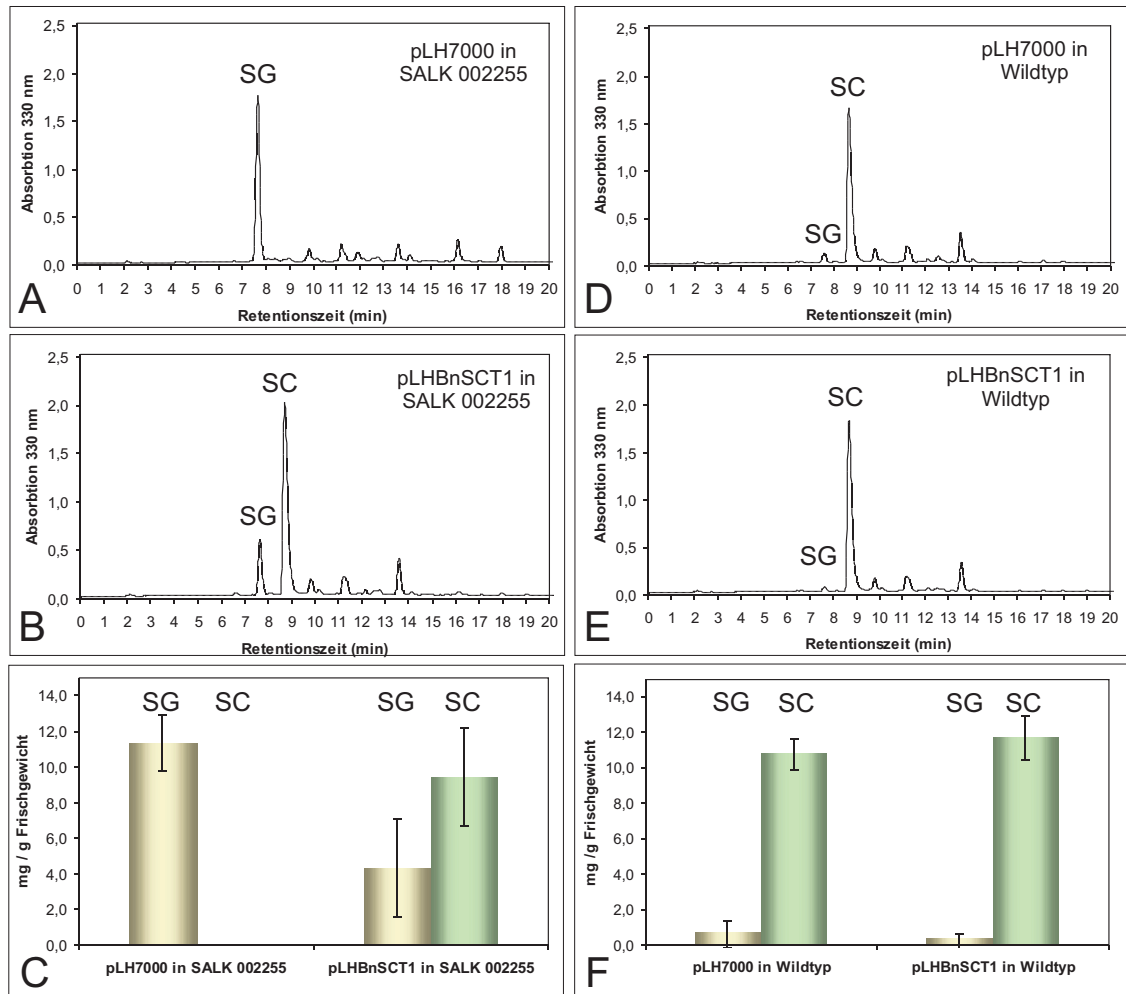 2,5
2,0
1,5
1,0
0,5
0,0
Absorbtion 330 nm
SG
pLH7000 in
SALK 002255
0 1 2 3 4 5 6 7 8 9 10 11 12 13 14 15 16 17 18 19 20
Retentionszeit (min)
A
2,5
2,0
1,5
1,0
0,5
0,0
Absorbtion 330 nm
SG
SC
pLH7000 in
Wildtyp
0 1 2 3 4 5 6 7 8 9 10 11 12 13 14 15 16 17 18 19 20
Retentionszeit (min)
D
2,5
2,0
1,5
1,0
0,5
0,0
Absorbtion 330 nm
SG
SC
pLHBnSCT1 in
SALK 002255
0 1 2 3 4 5 6 7 8 9 10 11 12 13 14 15 16 17 18 19 20
Retentionszeit (min)
B
2,5
2,0
1,5
1,0
0,5
0,0
Absorbtion 330 nm
SG
SC
pLHBnSCT1 in
Wildtyp
0 1 2 3 4 5 6 7 8 9 10 11 12 13 14 15 16 17 18 19 20
Retentionszeit (min)
E
14,0
12,0
10,0
8,0
6,0
4,0
2,0
0,0
mg / g Frischgewicht
SG SC SG SC
pLH7000 in SALK 002255 pLHBnSCT1 in SALK 002255
C
14,0
12,0
10,0
8,0
6,0
4,0
2,0
0,0
mg /g Frischgewicht
SG SC SG SC
pLH7000 in Wildtyp pLHBnSCT1 in Wildtyp
F